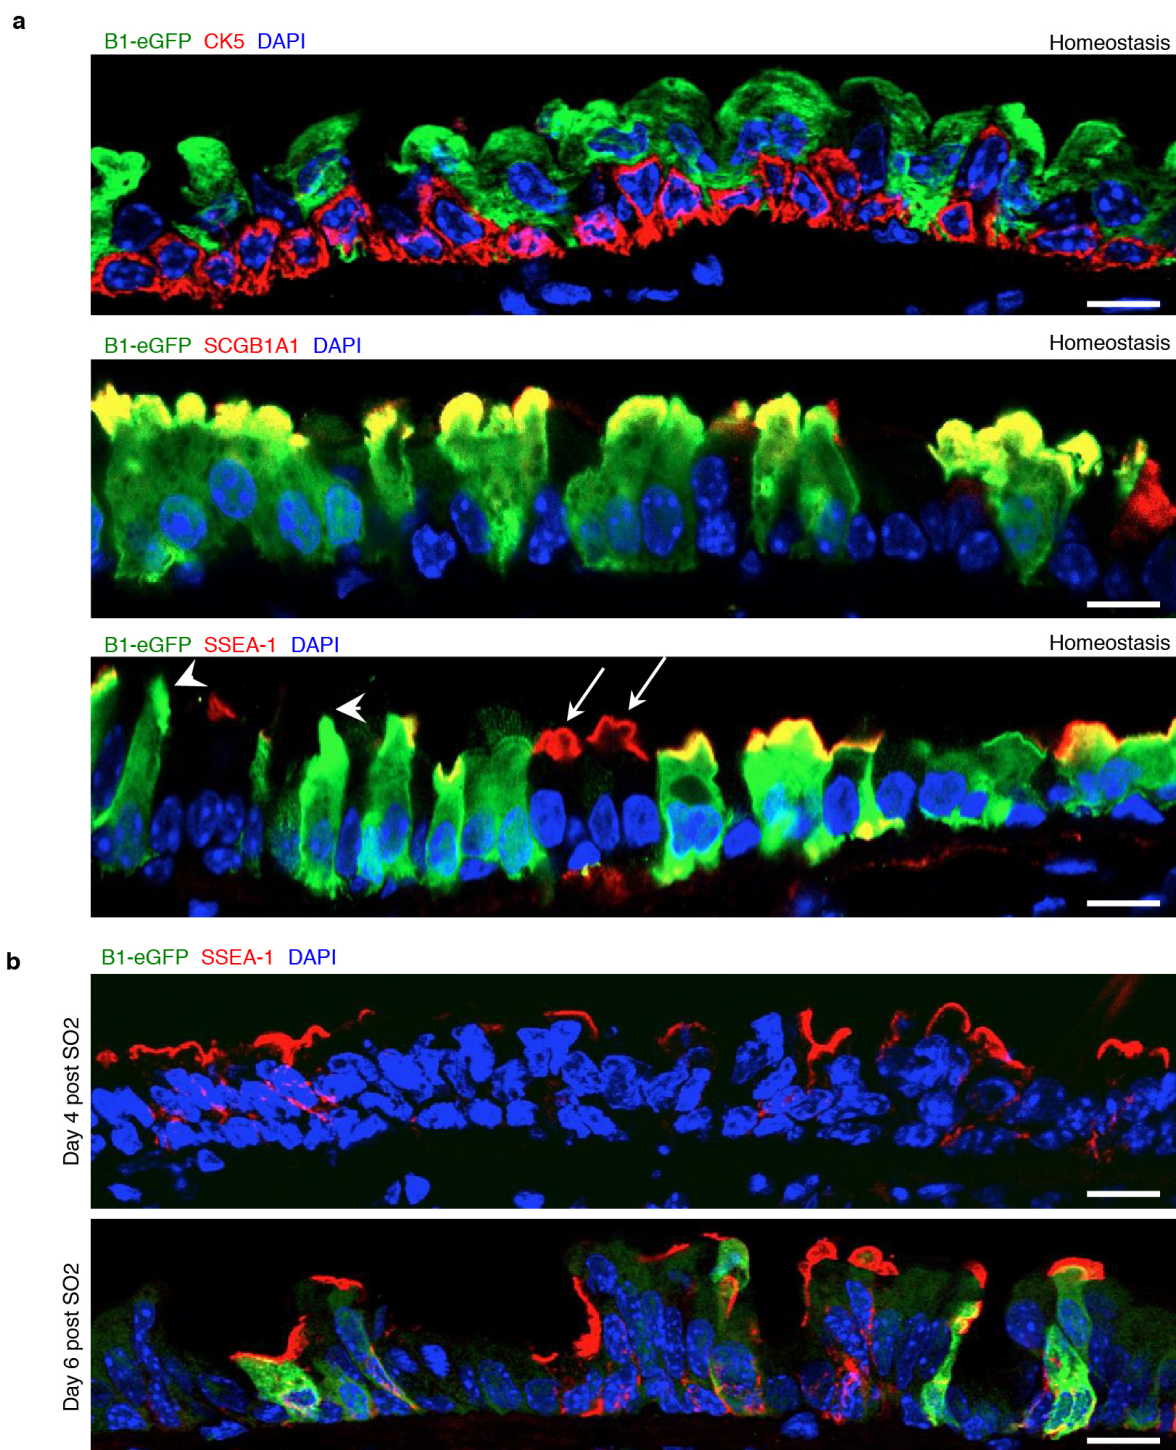 a
B1-eGFP CK5 DAPI Homeostasis
B1-eGFP SCGB1A1 DAPI Homeostasis
B1-eGFP SSEA-1 DAPI Homeostasis
b
B1-eGFP SSEA-1 DAPI
Day 4 post SO2
Day 6 post SO2